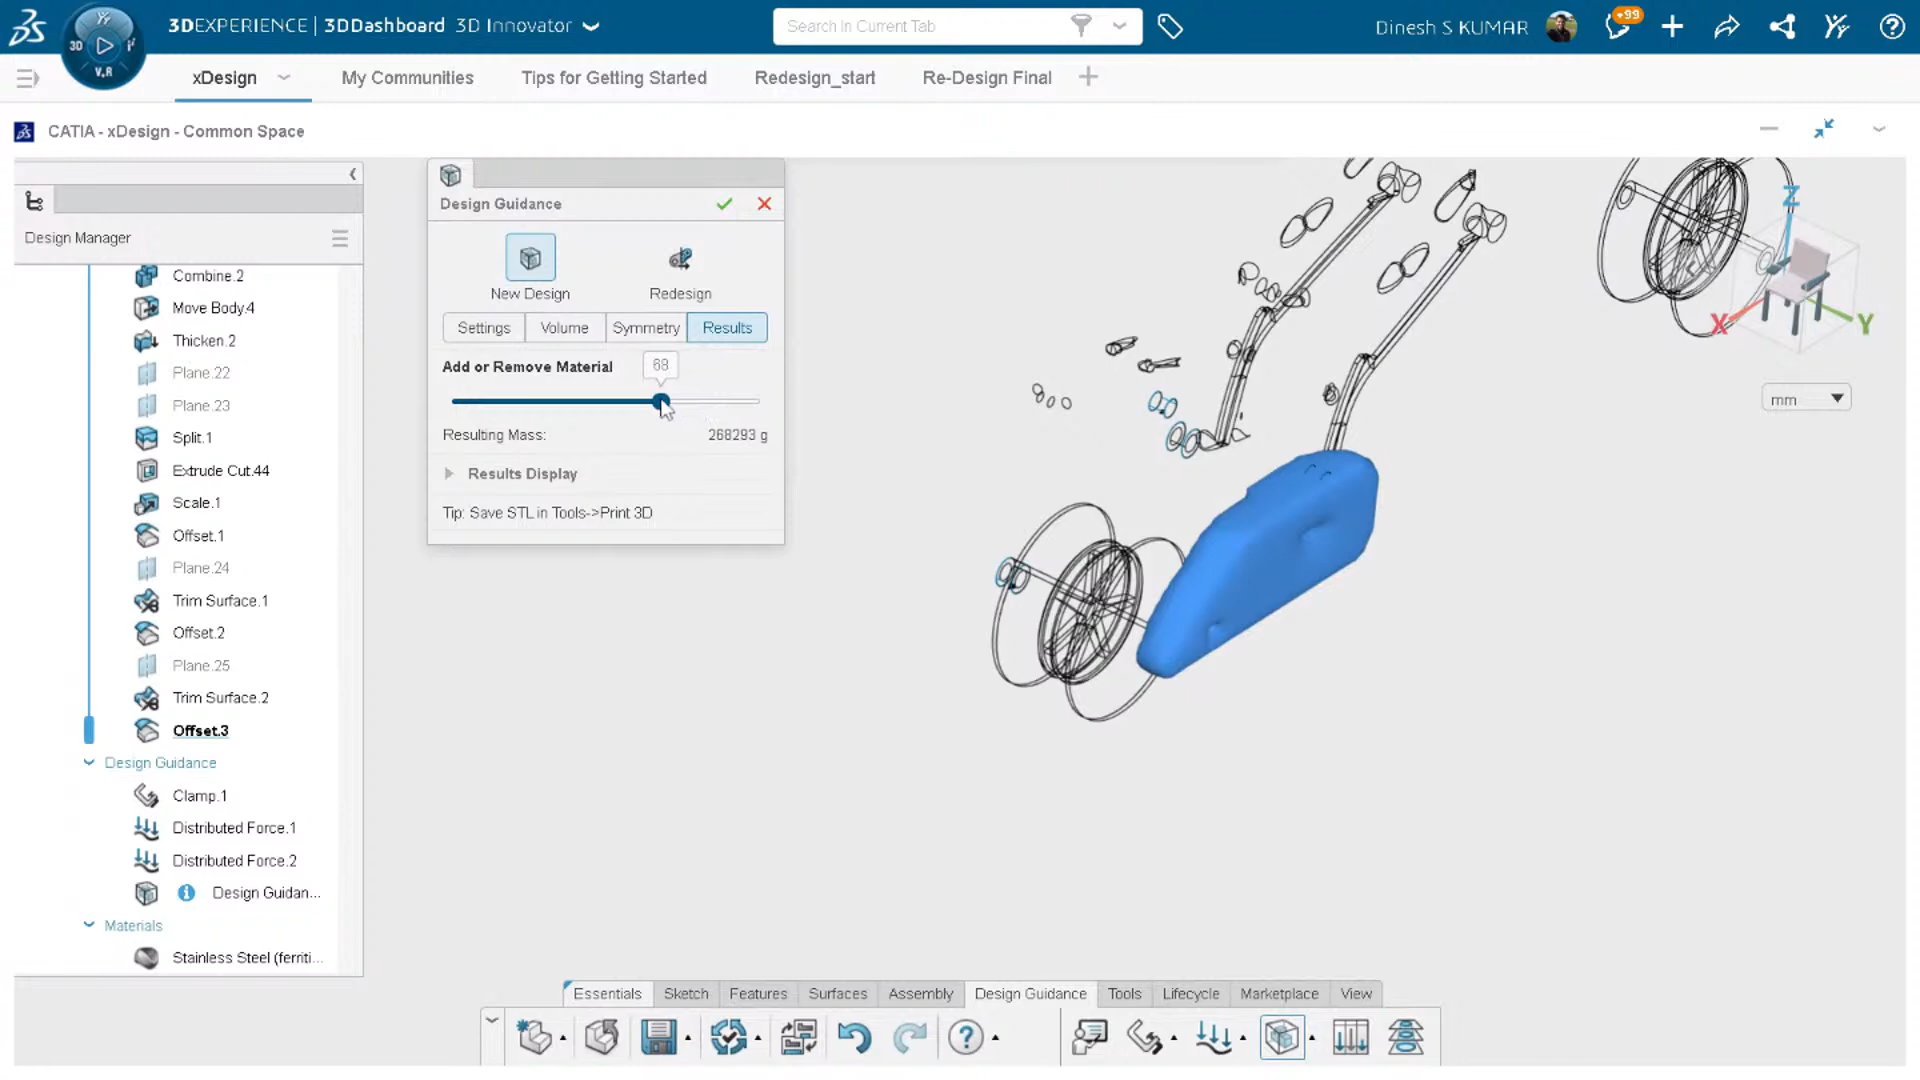 3DEXPERIENCE | 3DDashboard 3D Innovator
Search In Current Tab
Dinesh S KUMAR
+99
3D
V.R
xDesign
My Communities
Tips for Getting Started
Redesign_start
Re-Design Final
CATIA - xDesign - Common Space
Design Manager
Combine.2
Move Body.4
Thicken.2
Plane.22
Plane.23
Split.1
Extrude Cut.44
Scale.1
Offset.1
Plane.24
Trim Surface.1
Offset.2
Plane.25
Trim Surface.2
Offset.3
Design Guidance
Clamp.1
Distributed Force.1
Distributed Force.2
Design Guidan...
Materials
Stainless Steel (ferriti...
Design Guidance
New Design
Redesign
Settings
Volume
Symmetry
Results
Add or Remove Material
68
Resulting Mass:
268293 g
Results Display
Tip: Save STL in Tools->Print 3D
Z
X
Y
mm
Essentials
Sketch
Features
Surfaces
Assembly
Design Guidance
Tools
Lifecycle
Marketplace
View